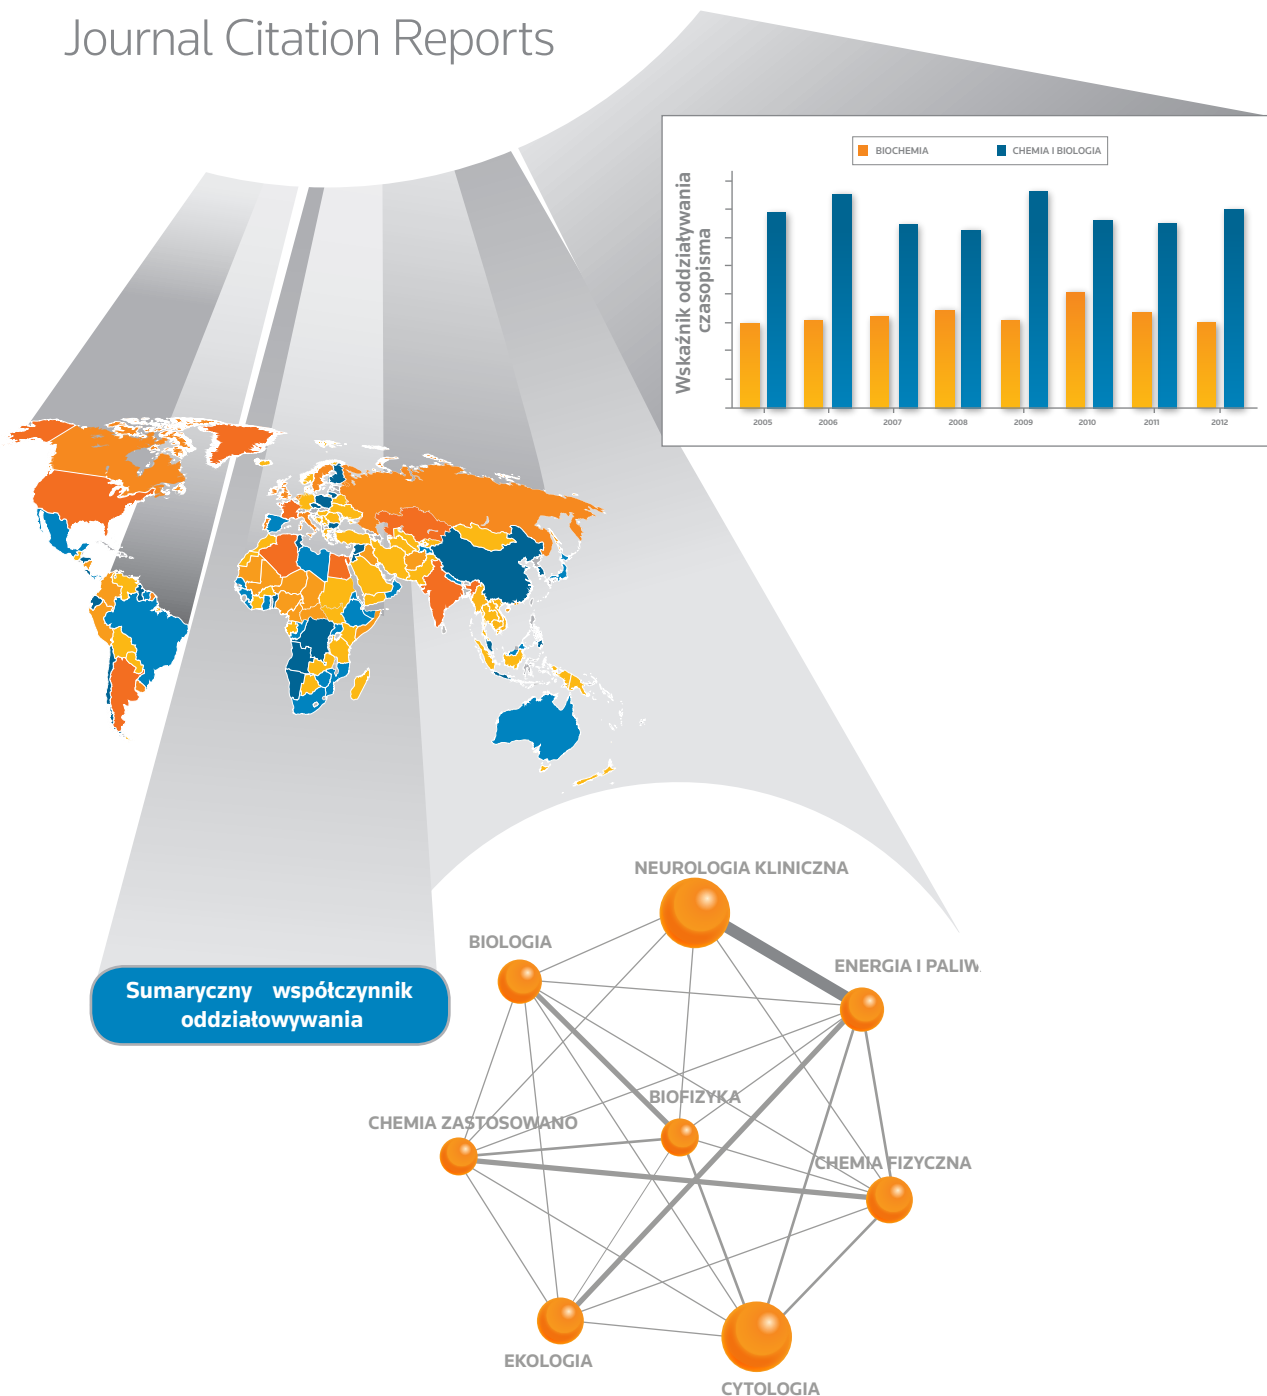 Journal Citation Reports
BIOCHEMIA
CHEMIA I BIOLOGIA
Wskaźnik oddziaływania
czasopisma
2005
2006
2007
2008
2009
2010
2011
2012
NEUROLOGIA KLINICZNA
BIOLOGIA
ENERGIA I PALIW
Sumaryczny współczynnik
oddziałowywania
BIOFIZYKA
CHEMIA ZASTOSOWANO
CHEMIA FIZYCZNA
EKOLOGIA
CYTOLOGIA